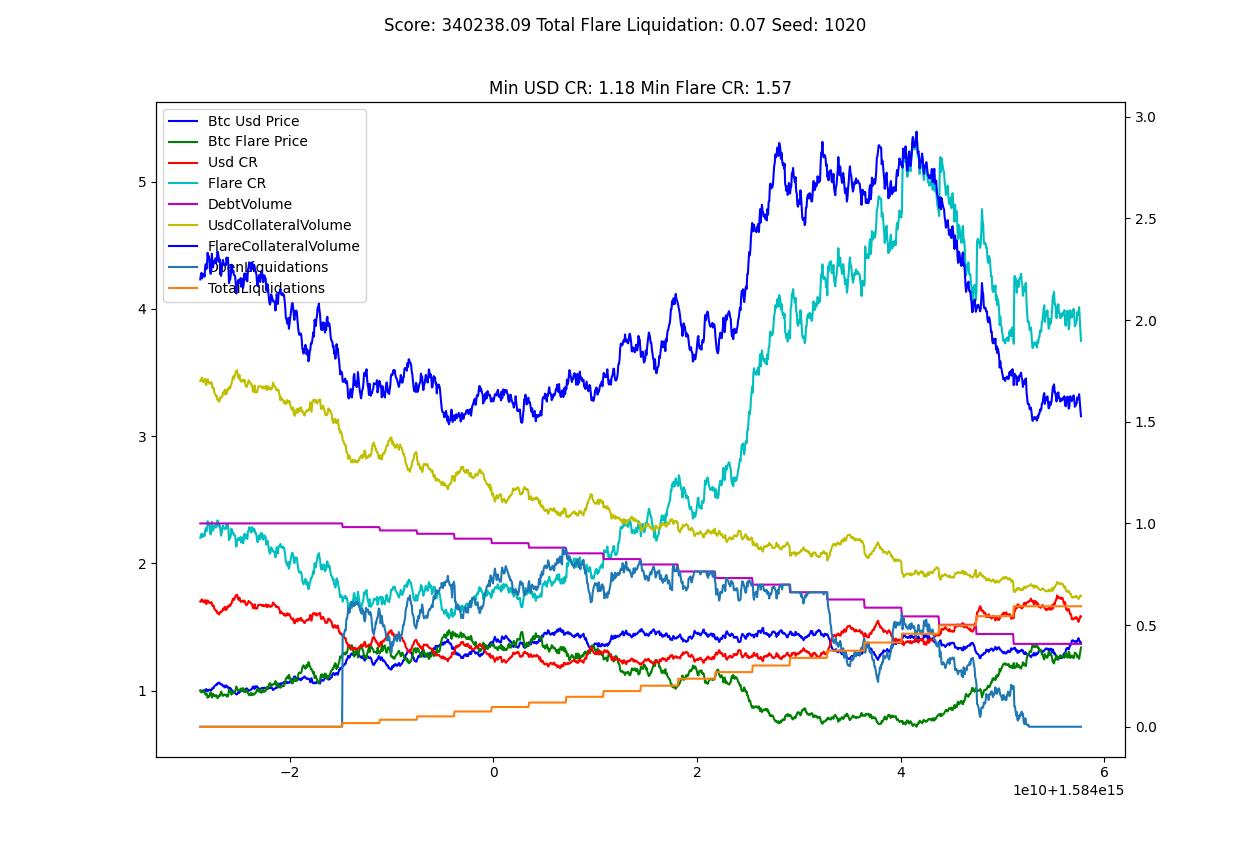 Score: 340238.09 Total Flare Liquidation: 0.07 Seed: 1020
Min USD CR: 1.18 Min Flare CR: 1.57
Btc Usd Price
Btc Flare Price
Usd CR
Flare CR
DebtVolume
UsdCollateralVolume
FlareCollateralVolume
OpenLiquidations
TotalLiquidations
5
4
3
2
1
3.0
2.5
2.0
1.5
1.0
0.5
0.0
−2 0 2 4 6
1e10+1.584e15